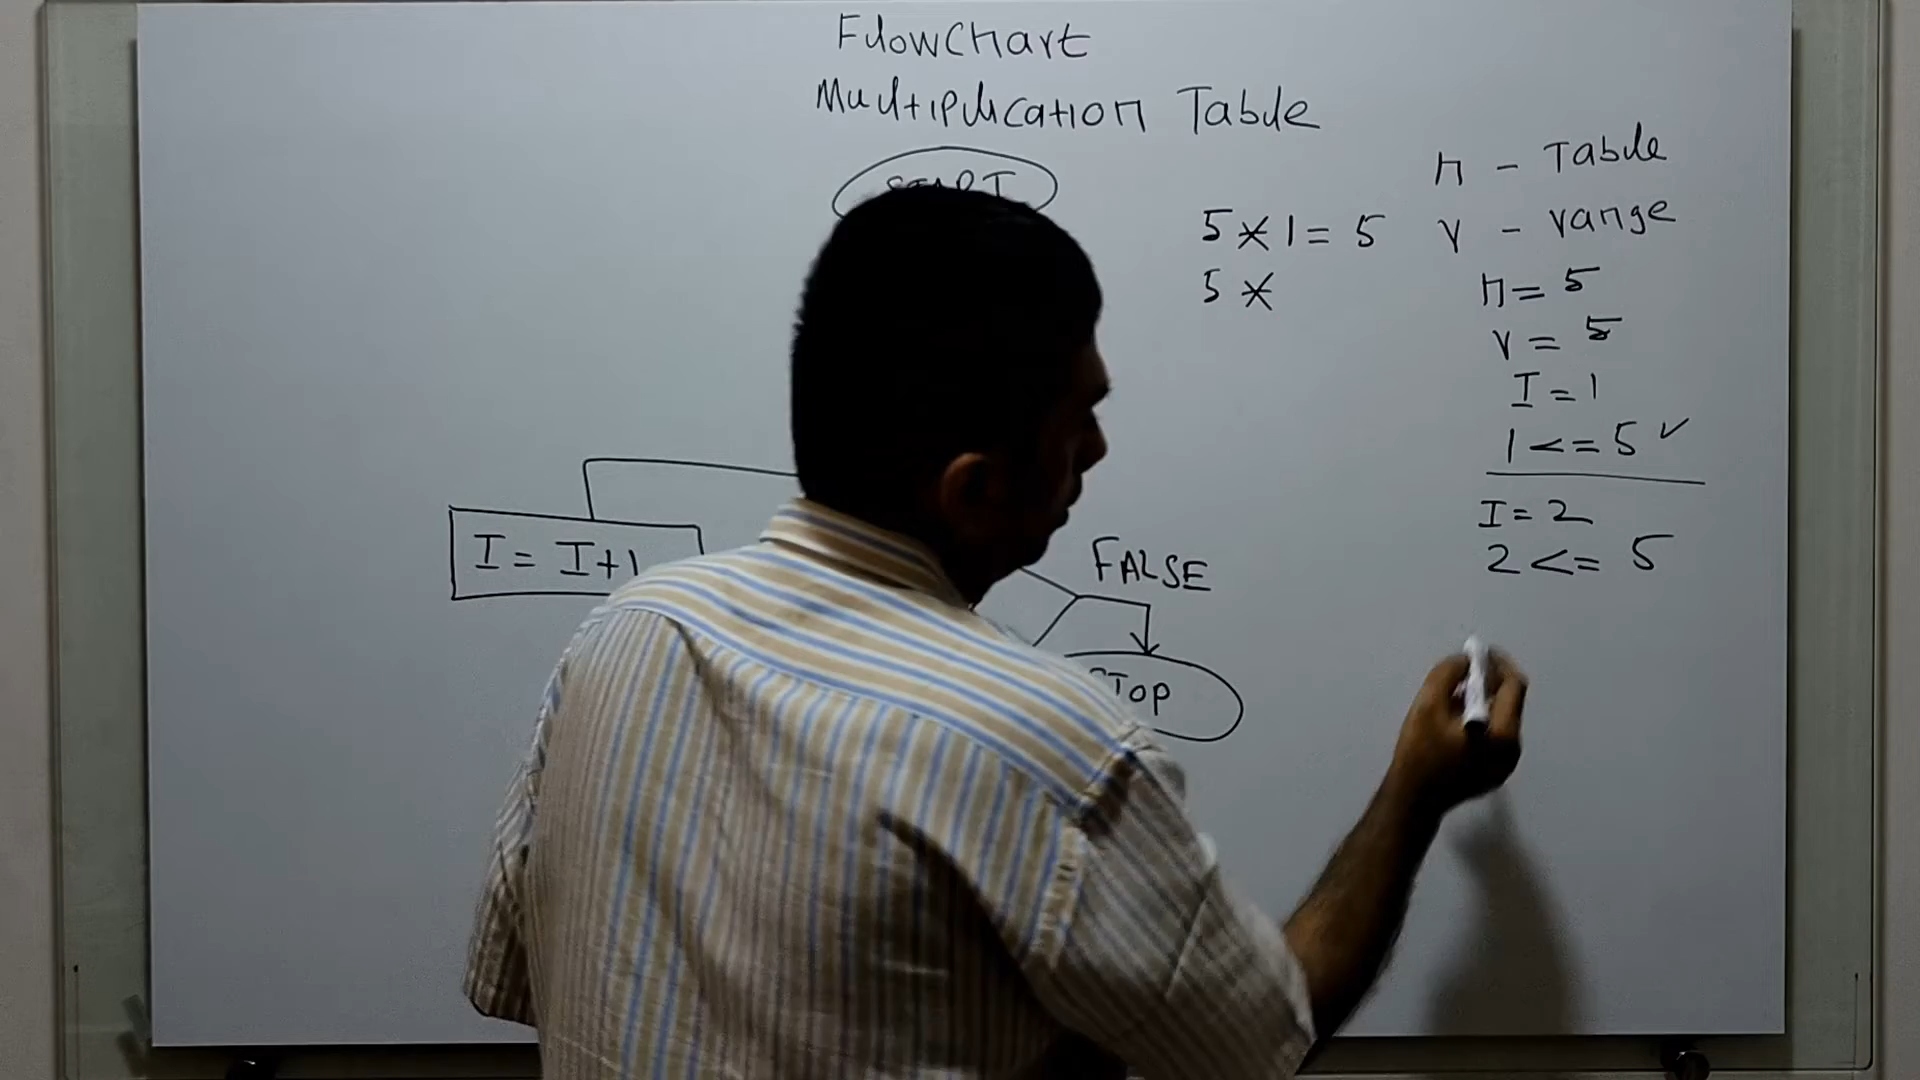 Flowchart
Multiplication Table
START
n - Table
5 * 1 = 5
r - range
5 *
n = 5
r = 5
I = 1
1 <= 5 ✓
I = 2
2 <= 5
I = I+1
FALSE
STOP